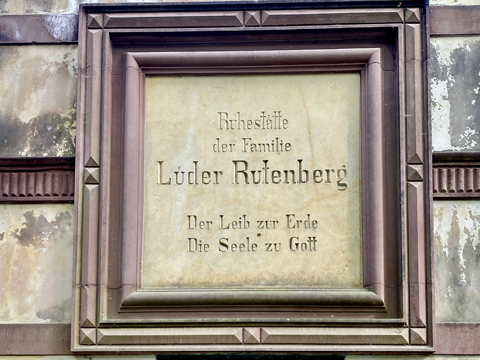 Ruhestätte
der Familie
Lüder Rutenberg
Der Leib zur Erde
Die Seele zu Gott